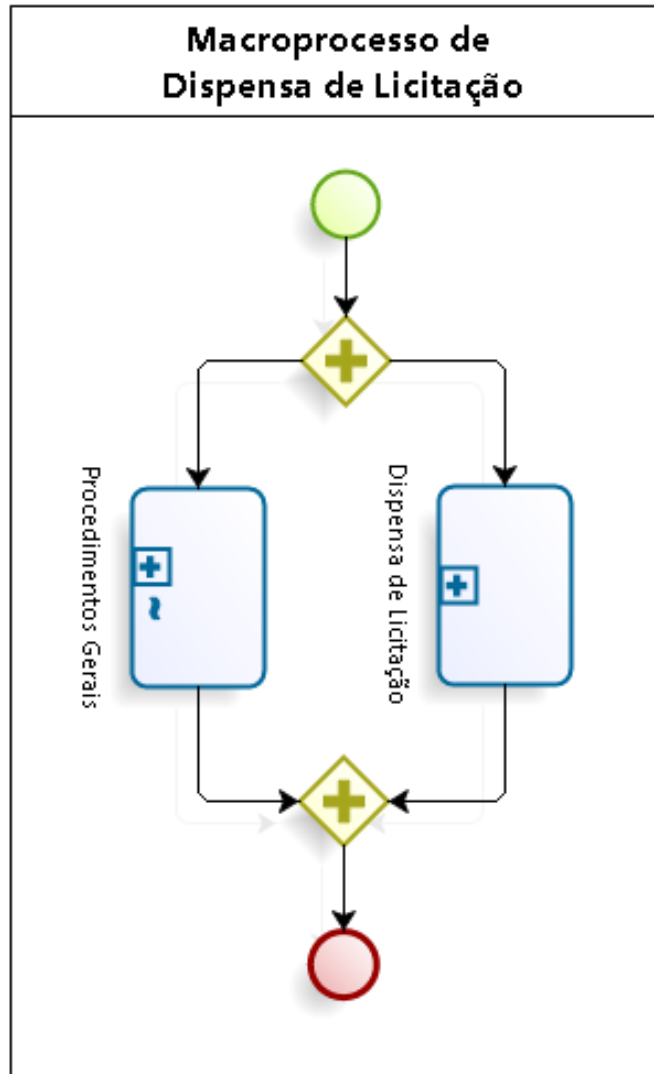 Macroprocesso de
Dispensa de Licitação
Procedimentos Gerais
Dispensa de Licitação